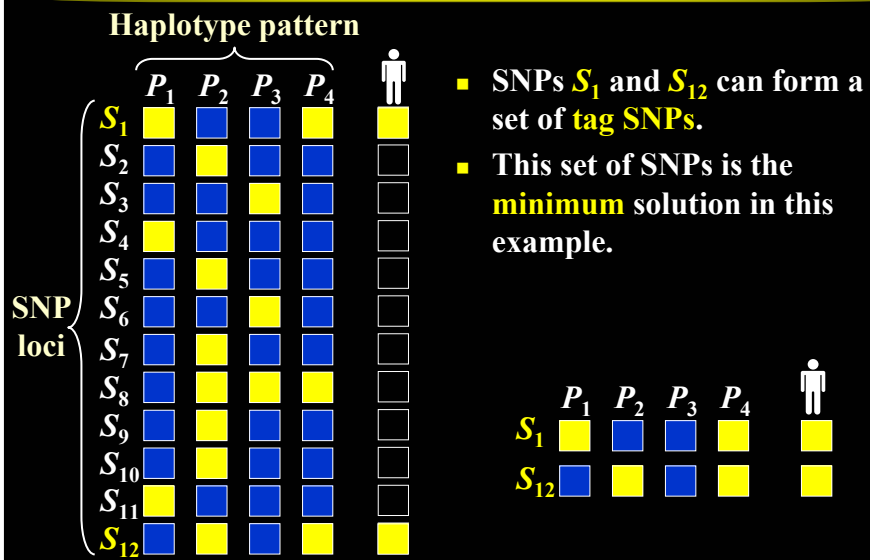 Haplotype pattern
P1 P2 P3 P4
S1
S2
S3
S4
S5
S6
S7
S8
S9
S10
S11
S12
SNP
loci
▪ SNPs S1 and S12 can form a
set of tag SNPs.
▪ This set of SNPs is the
minimum solution in this
example.
P1 P2 P3 P4
S1
S12